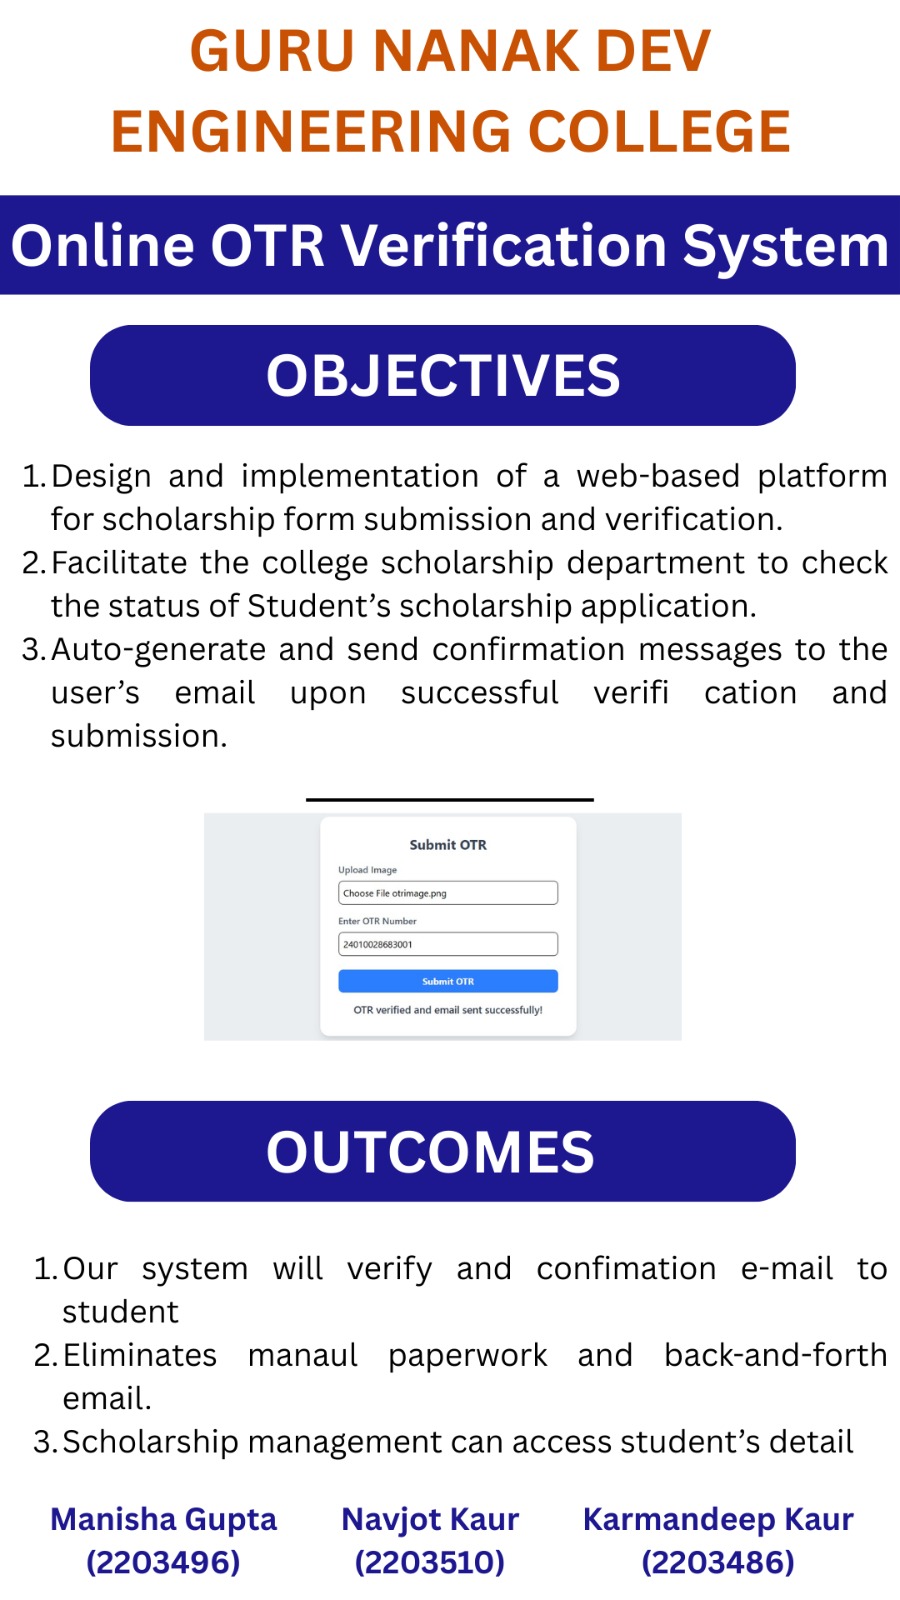 GURU NANAK DEV
ENGINEERING COLLEGE
Online OTR Verification System
OBJECTIVES
1. Design and implementation of a web-based platform
for scholarship form submission and verification.
2. Facilitate the college scholarship department to check
the status of Student’s scholarship application.
3. Auto-generate and send confirmation messages to the
user’s email upon successful verifi cation and
submission.
Submit OTR
Upload Image
Choose File otrimage.png
Enter OTR Number
24010028683001
Submit OTR
OTR verified and email sent successfully!
OUTCOMES
1. Our system will verify and confimation e-mail to
student
2. Eliminates manaul paperwork and back-and-forth
email.
3. Scholarship management can access student’s detail
Manisha Gupta Navjot Kaur Karmandeep Kaur
(2203496) (2203510) (2203486)